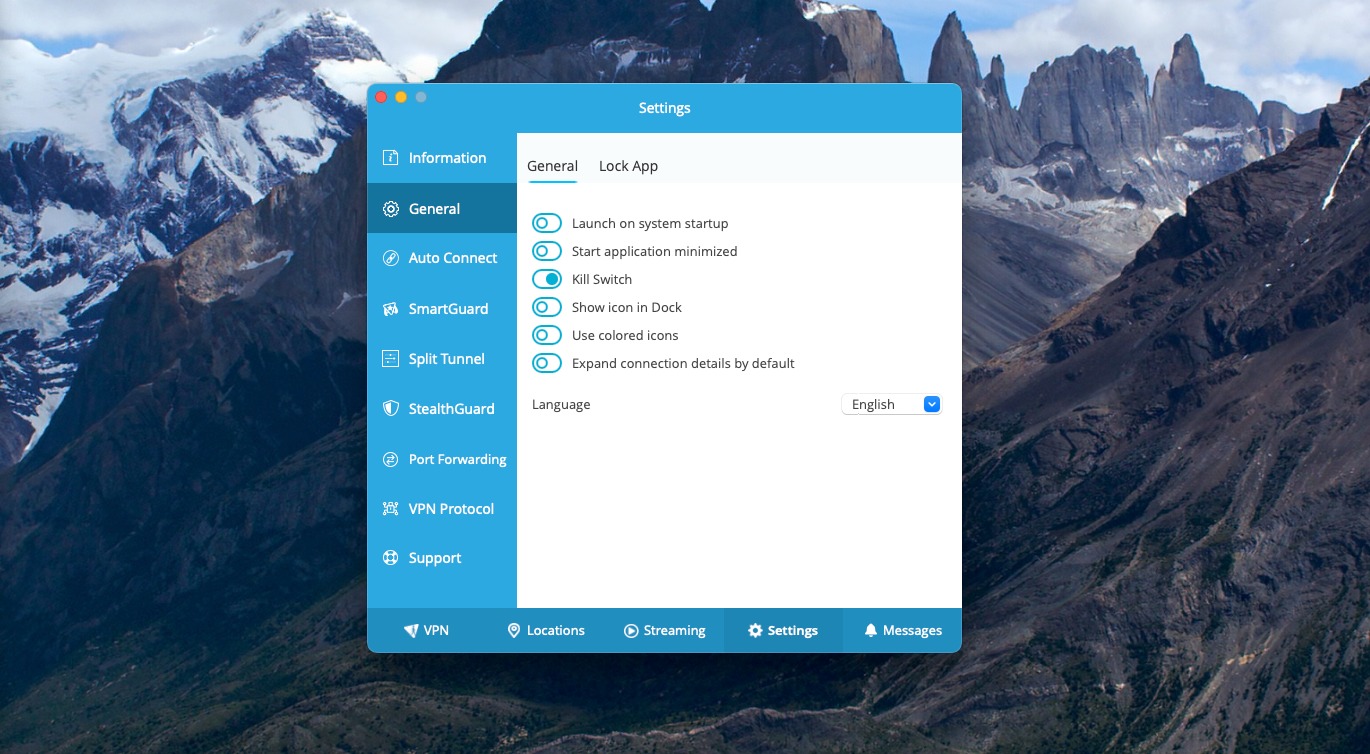 Settings
Information
General
Auto Connect
SmartGuard
Split Tunnel
StealthGuard
Port Forwarding
VPN Protocol
Support
General Lock App
Launch on system startup
Start application minimized
Kill Switch
Show icon in Dock
Use colored icons
Expand connection details by default
Language English
VPN Locations Streaming Settings Messages